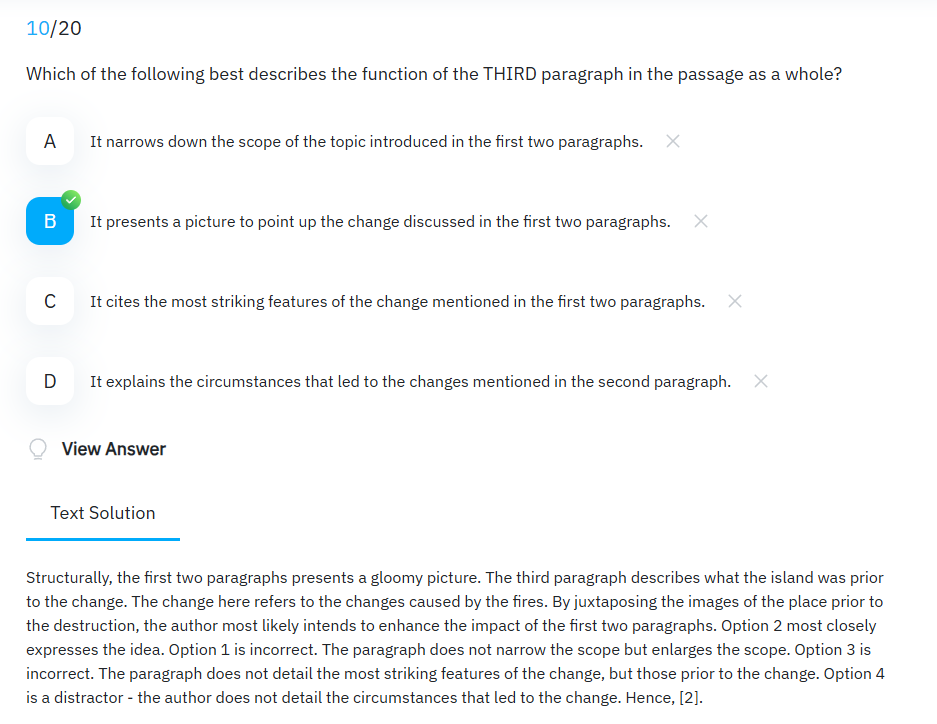 10/20
Which of the following best describes the function of the THIRD paragraph in the passage as a whole?
A It narrows down the scope of the topic introduced in the first two paragraphs.
B It presents a picture to point up the change discussed in the first two paragraphs.
C It cites the most striking features of the change mentioned in the first two paragraphs.
D It explains the circumstances that led to the changes mentioned in the second paragraph.
View Answer
Text Solution
Structurally, the first two paragraphs presents a gloomy picture. The third paragraph describes what the island was prior
to the change. The change here refers to the changes caused by the fires. By juxtaposing the images of the place prior to
the destruction, the author most likely intends to enhance the impact of the first two paragraphs. Option 2 most closely
expresses the idea. Option 1 is incorrect. The paragraph does not narrow the scope but enlarges the scope. Option 3 is
incorrect. The paragraph does not detail the most striking features of the change, but those prior to the change. Option 4
is a distractor - the author does not detail the circumstances that led to the change. Hence, [2].